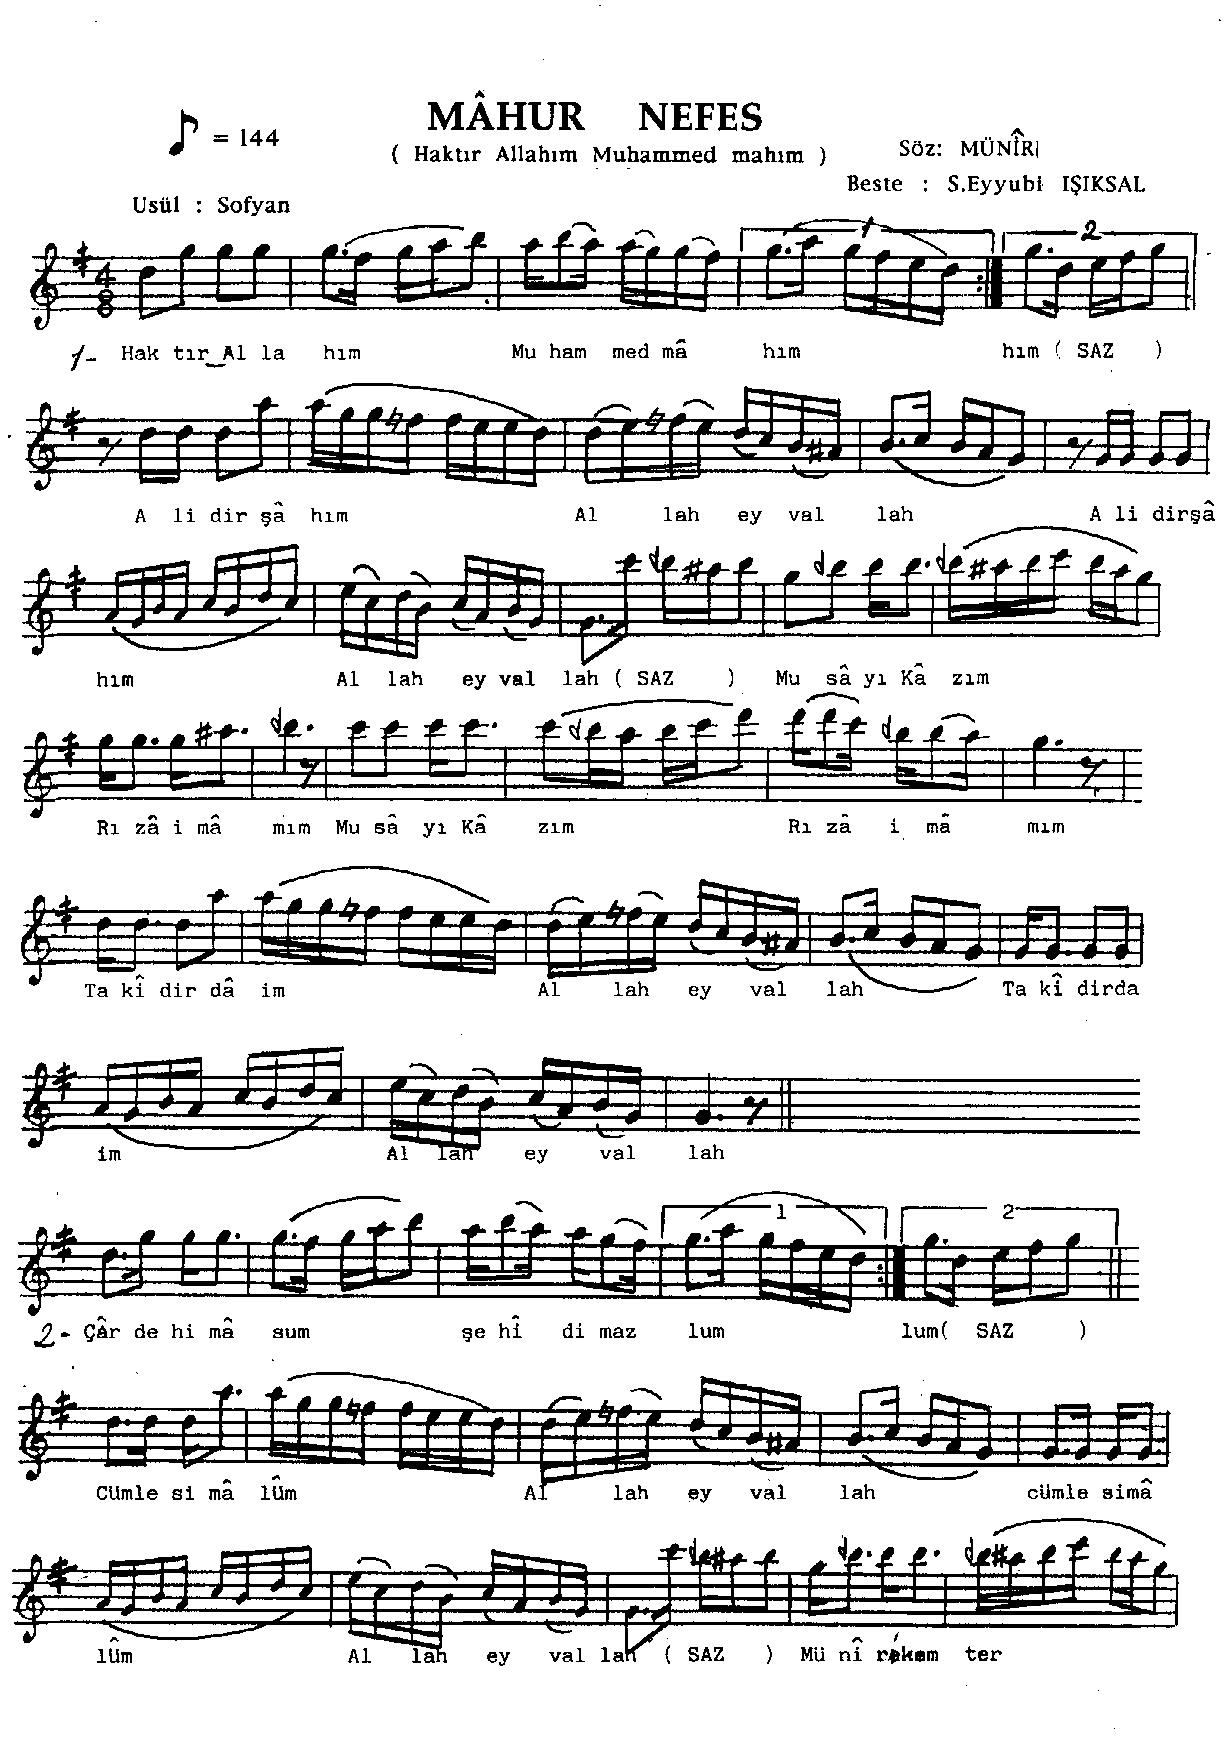 MÂHUR NEFES
♪ = 144
( Haktır Allahım Muhammed mahım )
Söz: MÜNÎRİ
Beste : S.Eyyubi IŞIKSAL
Usül : Sofyan
1 2
4
8
1- Hak tır‿Al la hım Mu ham med mâ hım hım ( SAZ )
A li dir şâ hım Al lah ey val lah A li dirşâ
hım Al lah ey val lah ( SAZ ) Mu sâ yı Kâ zım
Rı zâ i mâ mım Mu sâ yı Kâ zım Rı zâ i mâ mım
Ta kî dir dâ im Al lah ey val lah Ta kî dirda
im Al lah ey val lah
1 2
2- Çâr de hi mâ sum şe hî di maz lum lum( SAZ )
Cümle si mâ lûm Al lah ey val lah cümle simâ
lûm Al lah ey val lah ( SAZ ) Mü nî ter